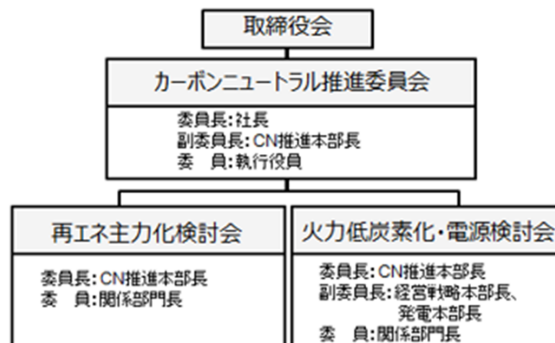 取締役会
カーボンニュートラル推進委員会
委員長:社長
副委員長:CN推進本部長
委　員:執行役員
再エネ主力化検討会
委員長:CN推進本部長
委　員:関係部門長
火力低炭素化・電源検討会
委員長:CN推進本部長
副委員長:経営戦略本部長、
発電本部長
委　員:関係部門長